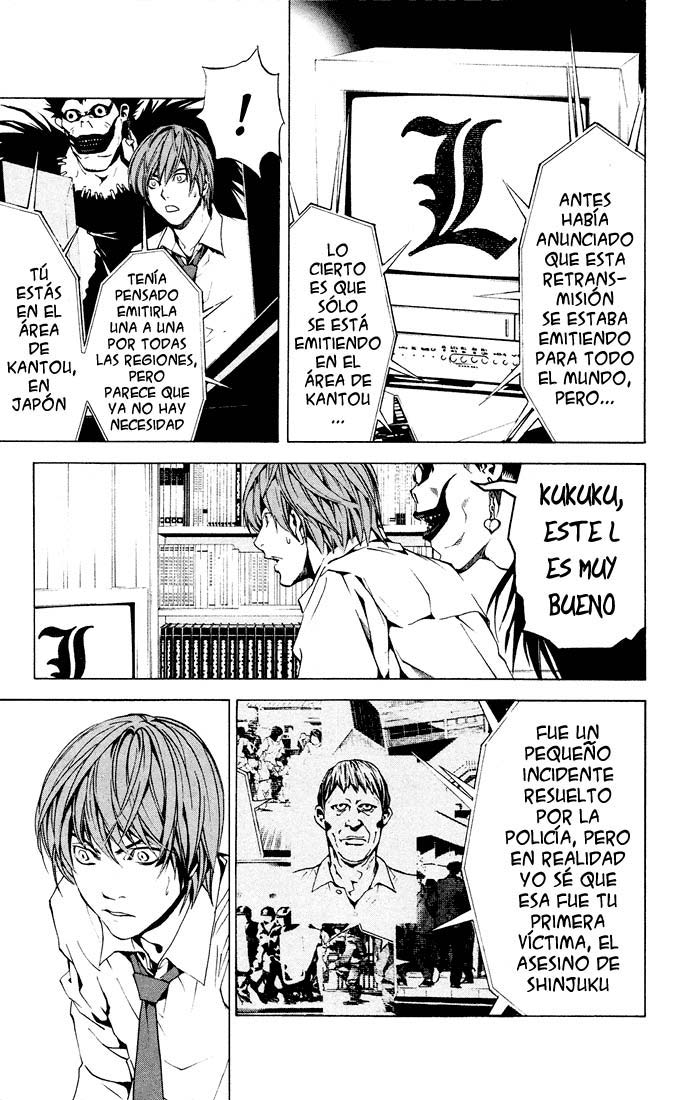 L
ANTES
HABÍA
ANUNCIADO
QUE ESTA
RETRANS-
MISIÓN
SE ESTABA
EMITIENDO
PARA TODO
EL MUNDO,
PERO...
LO
CIERTO
ES QUE
SÓLO
SE ESTÁ
EMITIENDO
EN EL
ÁREA DE
KANTOU
...
!
TENÍA
PENSADO
EMITIRLA
UNA A UNA
POR TODAS
LAS REGIONES,
PERO
PARECE QUE
YA NO HAY
NECESIDAD
TÚ
ESTÁS
EN EL
ÁREA
DE
KANTOU,
EN
JAPÓN
KUKUKU,
ESTE L
ES MUY
BUENO
L
FUE UN
PEQUEÑO
INCIDENTE
RESUELTO
POR LA
POLICÍA, PERO
EN REALIDAD
YO SÉ QUE
ESA FUE TU
PRIMERA
VÍCTIMA, EL
ASESINO DE
SHINJUKU